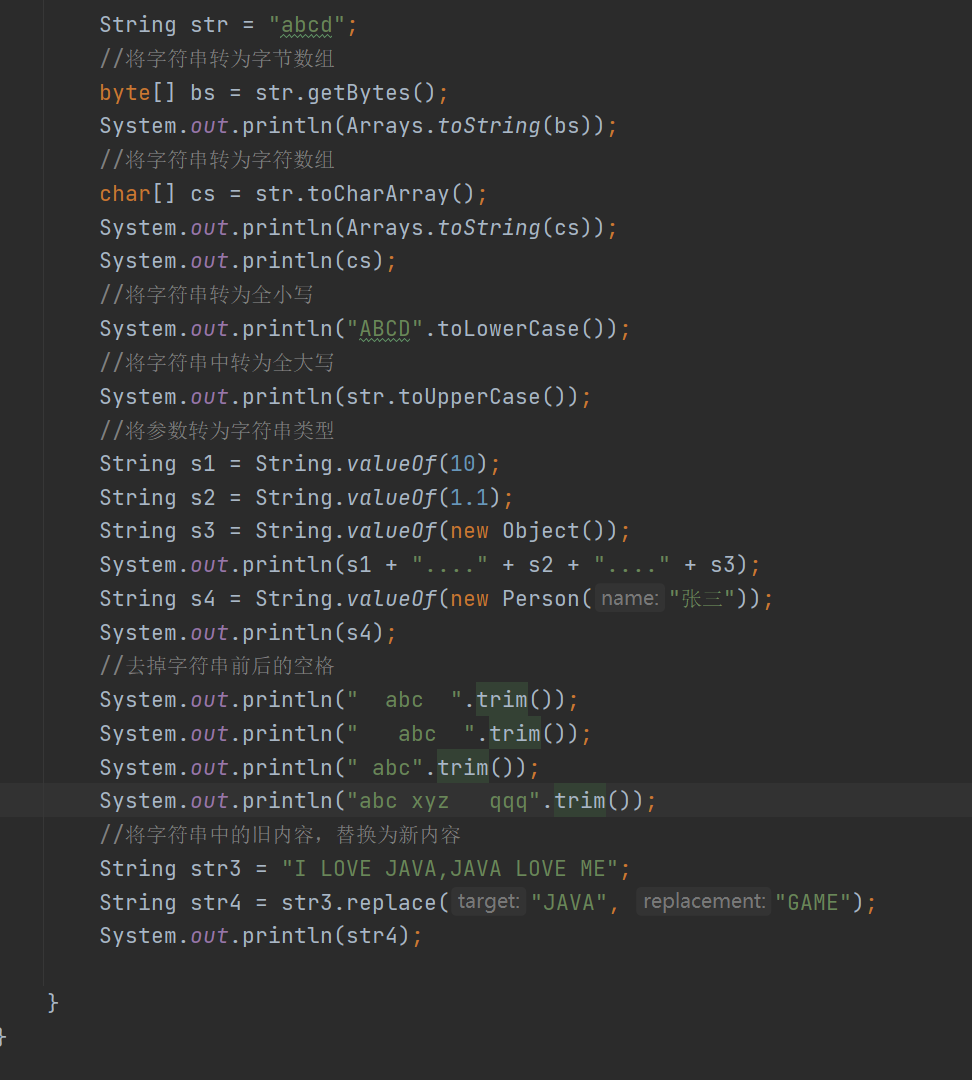 String str = "abcd";
//将字符串转为字节数组
byte[] bs = str.getBytes();
System.out.println(Arrays.toString(bs));
//将字符串转为字符数组
char[] cs = str.toCharArray();
System.out.println(Arrays.toString(cs));
System.out.println(cs);
//将字符串转为全小写
System.out.println("ABCD".toLowerCase());
//将字符串中转为全大写
System.out.println(str.toUpperCase());
//将参数转为字符串类型
String s1 = String.valueOf(10);
String s2 = String.valueOf(1.1);
String s3 = String.valueOf(new Object());
System.out.println(s1 + "...." + s2 + "...." + s3);
String s4 = String.valueOf(new Person( name: "张三"));
System.out.println(s4);
//去掉字符串前后的空格
System.out.println("  abc  ".trim());
System.out.println("   abc  ".trim());
System.out.println(" abc".trim());
System.out.println("abc xyz   qqq".trim());
//将字符串中的旧内容，替换为新内容
String str3 = "I LOVE JAVA,JAVA LOVE ME";
String str4 = str3.replace( target: "JAVA", replacement: "GAME");
System.out.println(str4);
}
}